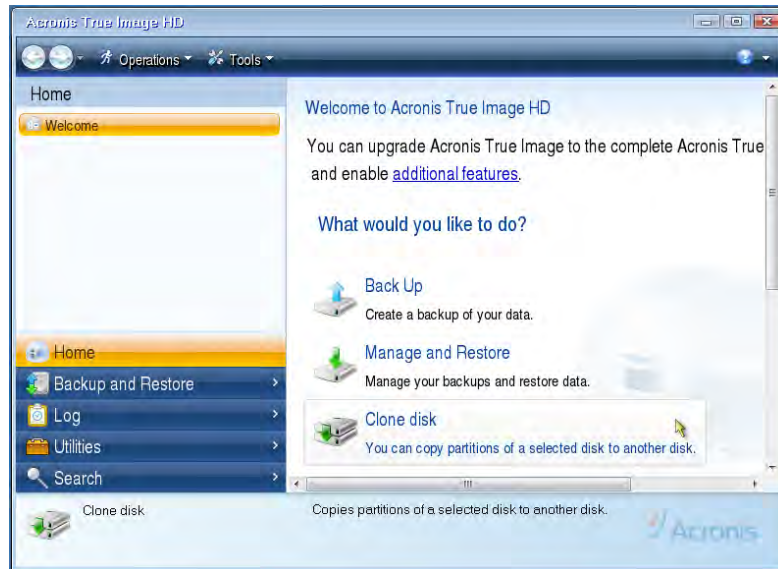 Acronis True Image HD
Operations
Tools
Home
Welcome
Welcome to Acronis True Image HD
You can upgrade Acronis True Image to the complete Acronis True
and enable additional features.
What would you like to do?
Back Up
Create a backup of your data.
Manage and Restore
Manage your backups and restore data.
Clone disk
You can copy partitions of a selected disk to another disk.
Home
Backup and Restore
Log
Utilities
Search
Clone disk
Copies partitions of a selected disk to another disk.
Acronis